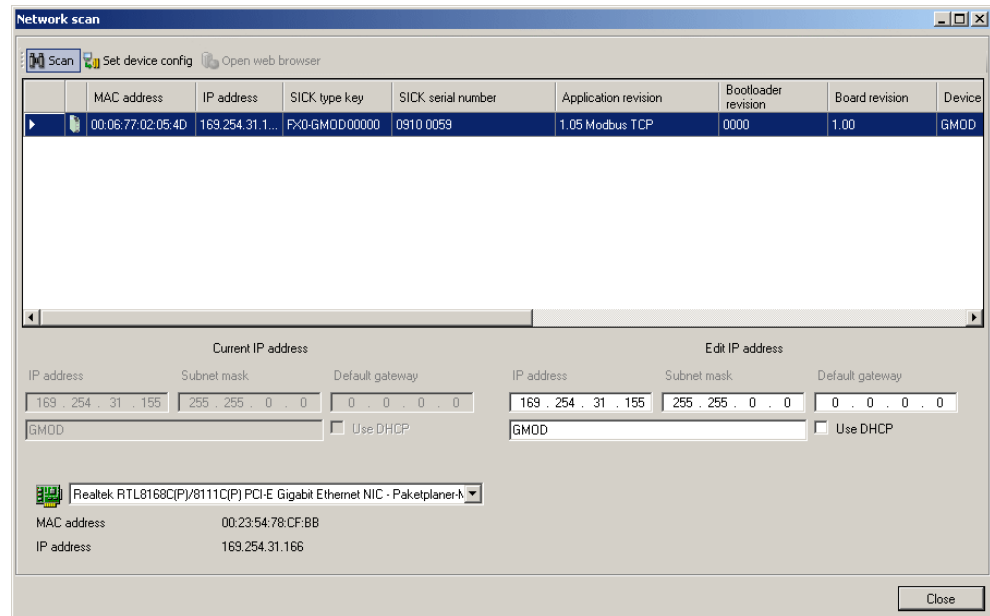 Network scan
Scan Set device config Open web browser
MAC address IP address SICK type key SICK serial number Application revision Bootloader revision Board revision Device
00:06:77:02:05:4D 169.254.31.1... FX0-GMOD00000 0910 0059 1.05 Modbus TCP 0000 1.00 GMOD
Current IP address Edit IP address
IP address Subnet mask Default gateway IP address Subnet mask Default gateway
169 . 254 . 31 . 155 255 . 255 . 0 . 0 0 . 0 . 0 . 0 169 . 254 . 31 . 155 255 . 255 . 0 . 0 0 . 0 . 0 . 0
GMOD Use DHCP GMOD Use DHCP
Realtek RTL8168C(P)/8111C(P) PCI-E Gigabit Ethernet NIC - Paketplaner-
MAC address 00:23:54:78:CF:BB
IP address 169.254.31.166
Close